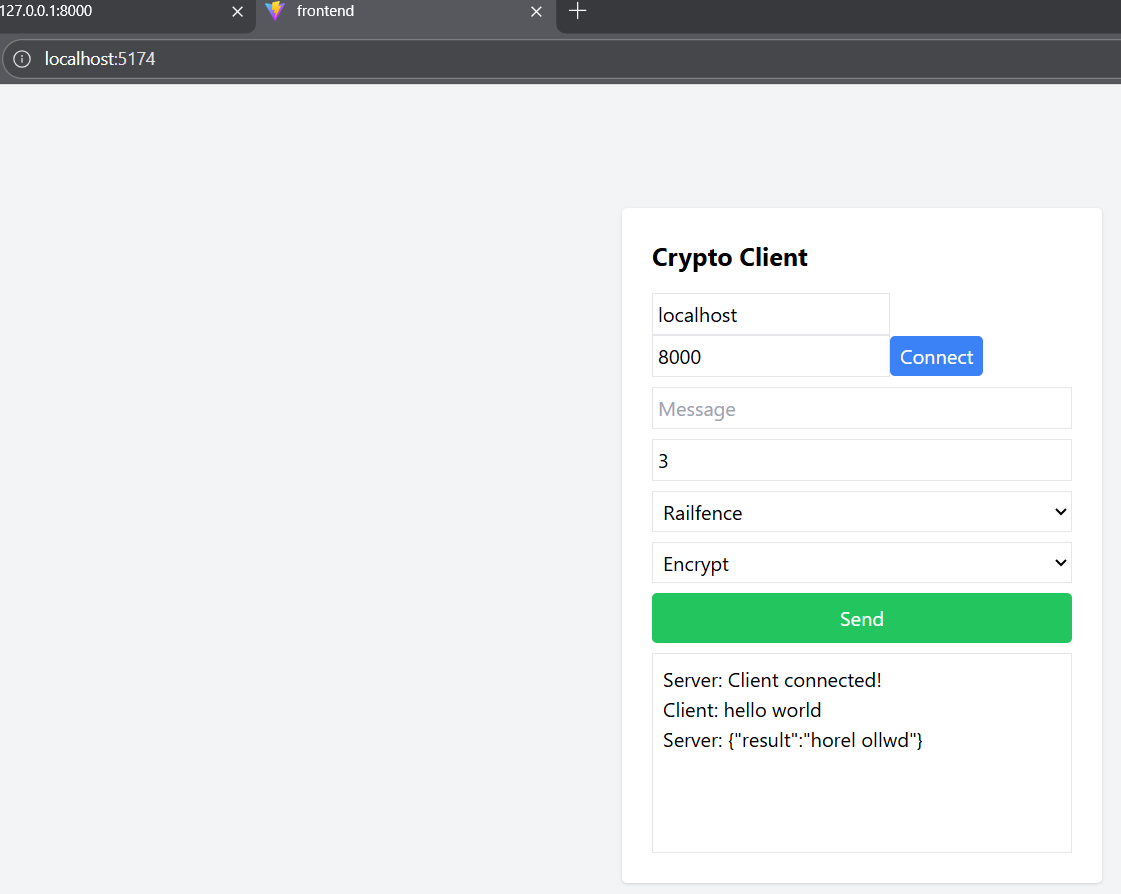 127.0.0.1:8000
frontend
localhost:5174
Crypto Client
localhost
8000
Connect
Message
3
Railfence
Encrypt
Send
Server: Client connected!
Client: hello world
Server: {"result":"horel ollwd"}